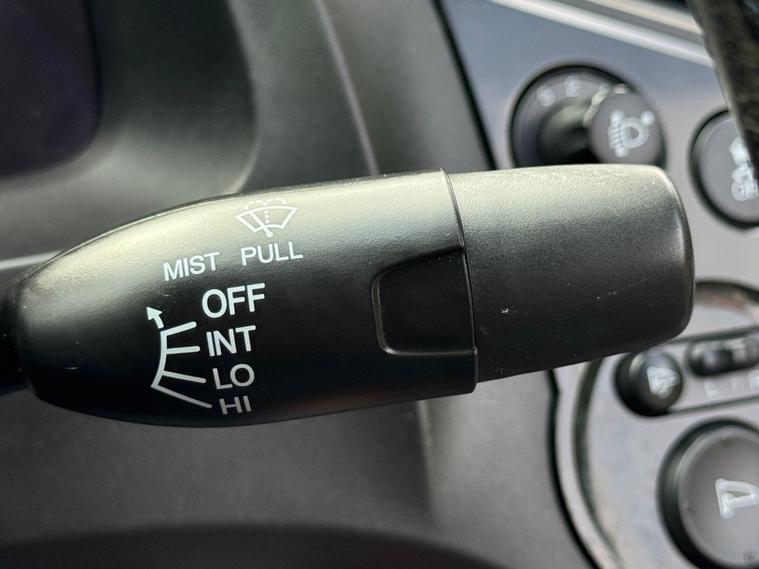 MIST PULL
OFF
INT
LO
HI